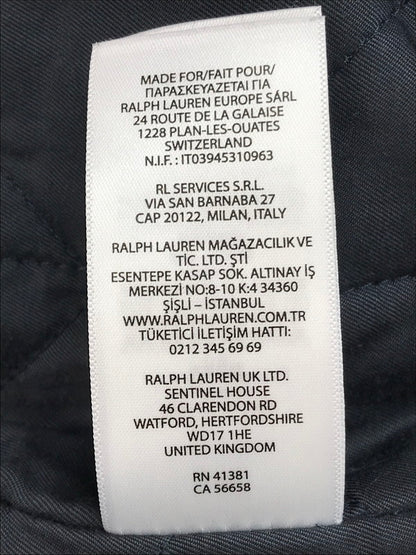 MADE FOR/FAIT POUR/
ΠΑΡΑΣΚΕΥΑΖΕΤΑΙ ΓΙΑ
RALPH LAUREN EUROPE SÁRL
24 ROUTE DE LA GALAISE
1228 PLAN-LES-OUATES
SWITZERLAND
N.I.F. : IT03945310963
RL SERVICES S.R.L.
VIA SAN BARNABA 27
CAP 20122, MILAN, ITALY
RALPH LAUREN MAĞAZACILIK VE
TİC. LTD. ŞTİ
ESENTEPE KASAP SOK. ALTINAY İŞ
MERKEZİ NO:8-10 K:4 34360
ŞİŞLİ – İSTANBUL
WWW.RALPHLAUREN.COM.TR
TÜKETİCİ İLETİŞİM HATTI:
0212 345 69 69
RALPH LAUREN UK LTD.
SENTINEL HOUSE
46 CLARENDON RD
WATFORD, HERTFORDSHIRE
WD17 1HE
UNITED KINGDOM
RN 41381
CA 56658